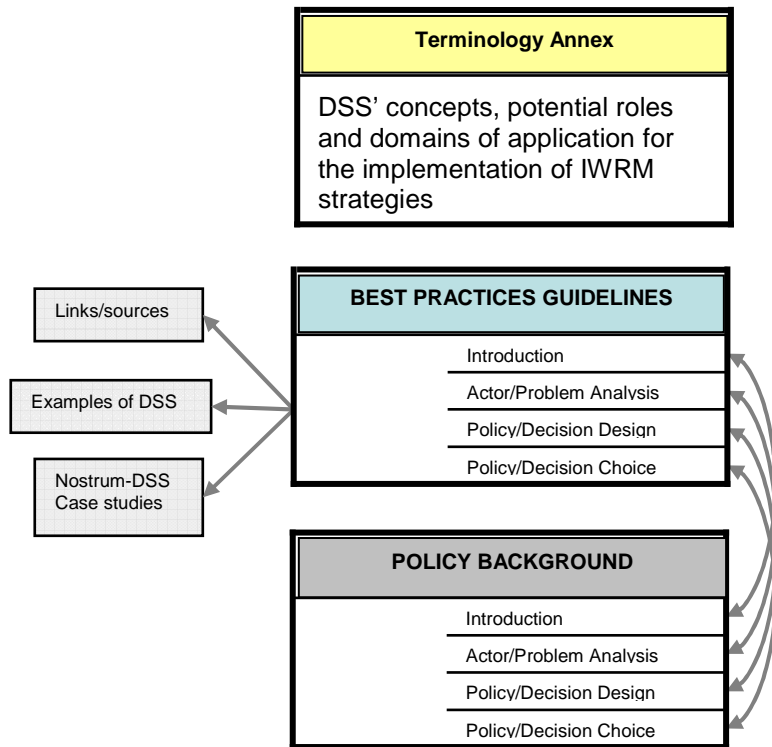 Terminology Annex
DSS' concepts, potential roles
and domains of application for
the implementation of IWRM
strategies
BEST PRACTICES GUIDELINES
Links/sources
Introduction
Examples of DSS
Actor/Problem Analysis
Policy/Decision Design
Policy/Decision Choice
Nostrum-DSS
Case studies
POLICY BACKGROUND
Introduction
Actor/Problem Analysis
Policy/Decision Design
Policy/Decision Choice